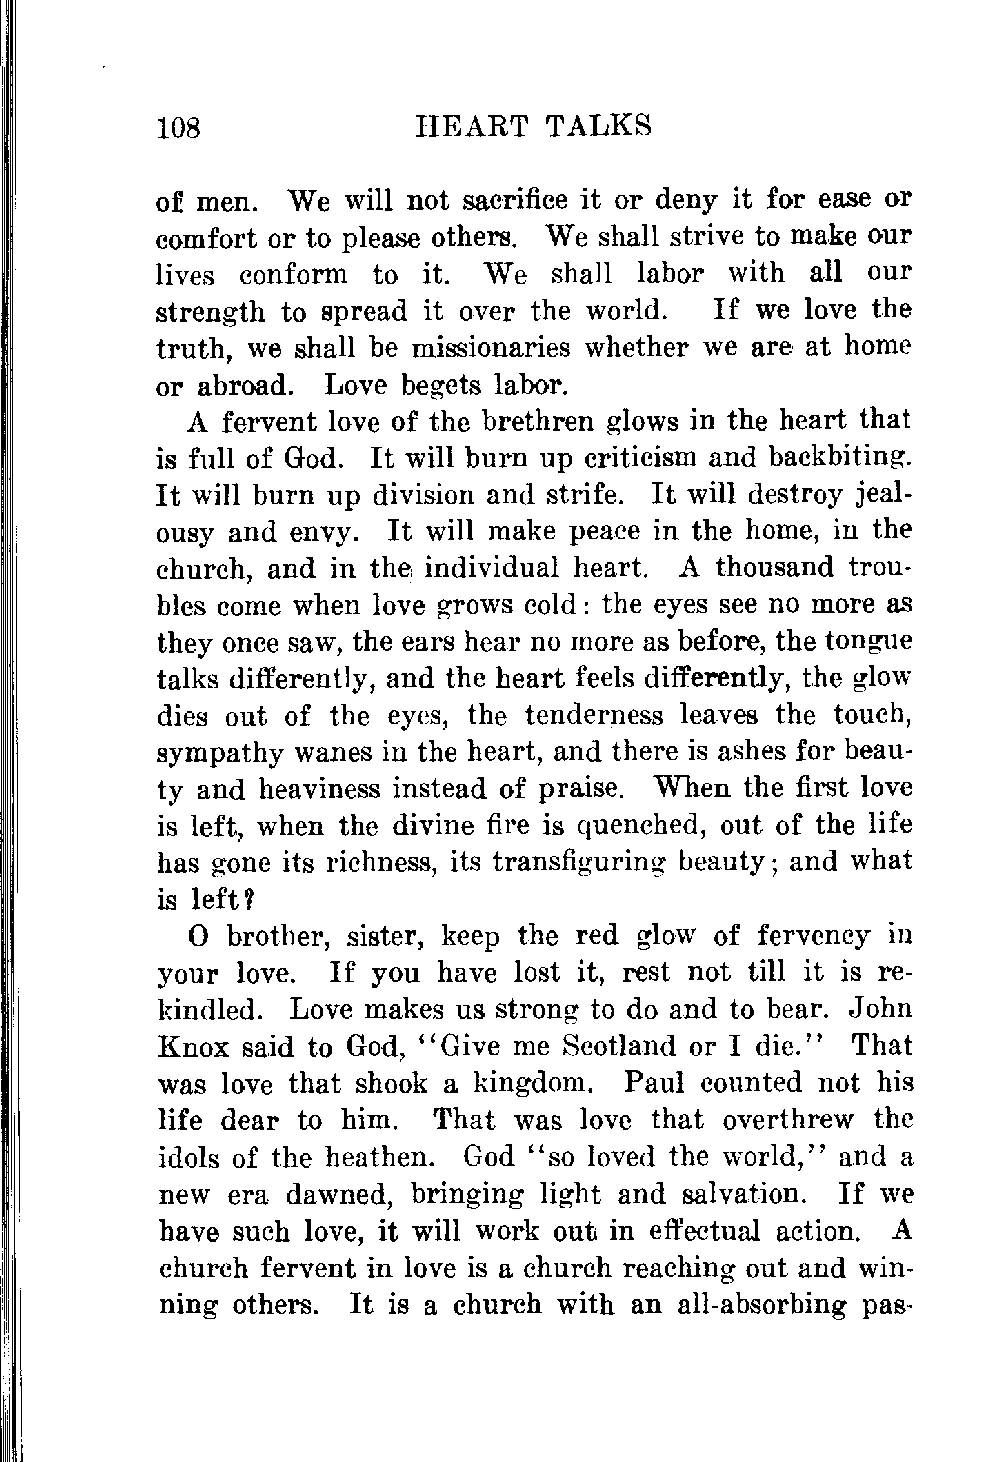 108 HEART TALKS
of men. We will not sacrifice it or deny it for ease or
comfort or to please others. We shall strive to make our
lives conform to it. We shall labor with all our
strength to spread it over the world. If we love the
truth, we shall be missionaries whether we are at home
or abroad. Love begets labor.
A fervent love of the brethren glows in the heart that
is full of God. It will burn up criticism and backbiting.
It will burn up division and strife. It will destroy jeal-
ousy and envy. It will make peace in the home, in the
church, and in the individual heart. A thousand trou-
bles come when love grows cold: the eyes see no more as
they once saw, the ears hear no more as before, the tongue
talks differently, and the heart feels differently, the glow
dies out of the eyes, the tenderness leaves the touch,
sympathy wanes in the heart, and there is ashes for beau-
ty and heaviness instead of praise. When the first love
is left, when the divine fire is quenched, out of the life
has gone its richness, its transfiguring beauty; and what
is left?
O brother, sister, keep the red glow of fervency in
your love. If you have lost it, rest not till it is re-
kindled. Love makes us strong to do and to bear. John
Knox said to God, "Give me Scotland or I die." That
was love that shook a kingdom. Paul counted not his
life dear to him. That was love that overthrew the
idols of the heathen. God "so loved the world," and a
new era dawned, bringing light and salvation. If we
have such love, it will work out in effectual action. A
church fervent in love is a church reaching out and win-
ning others. It is a church with an all-absorbing pas-